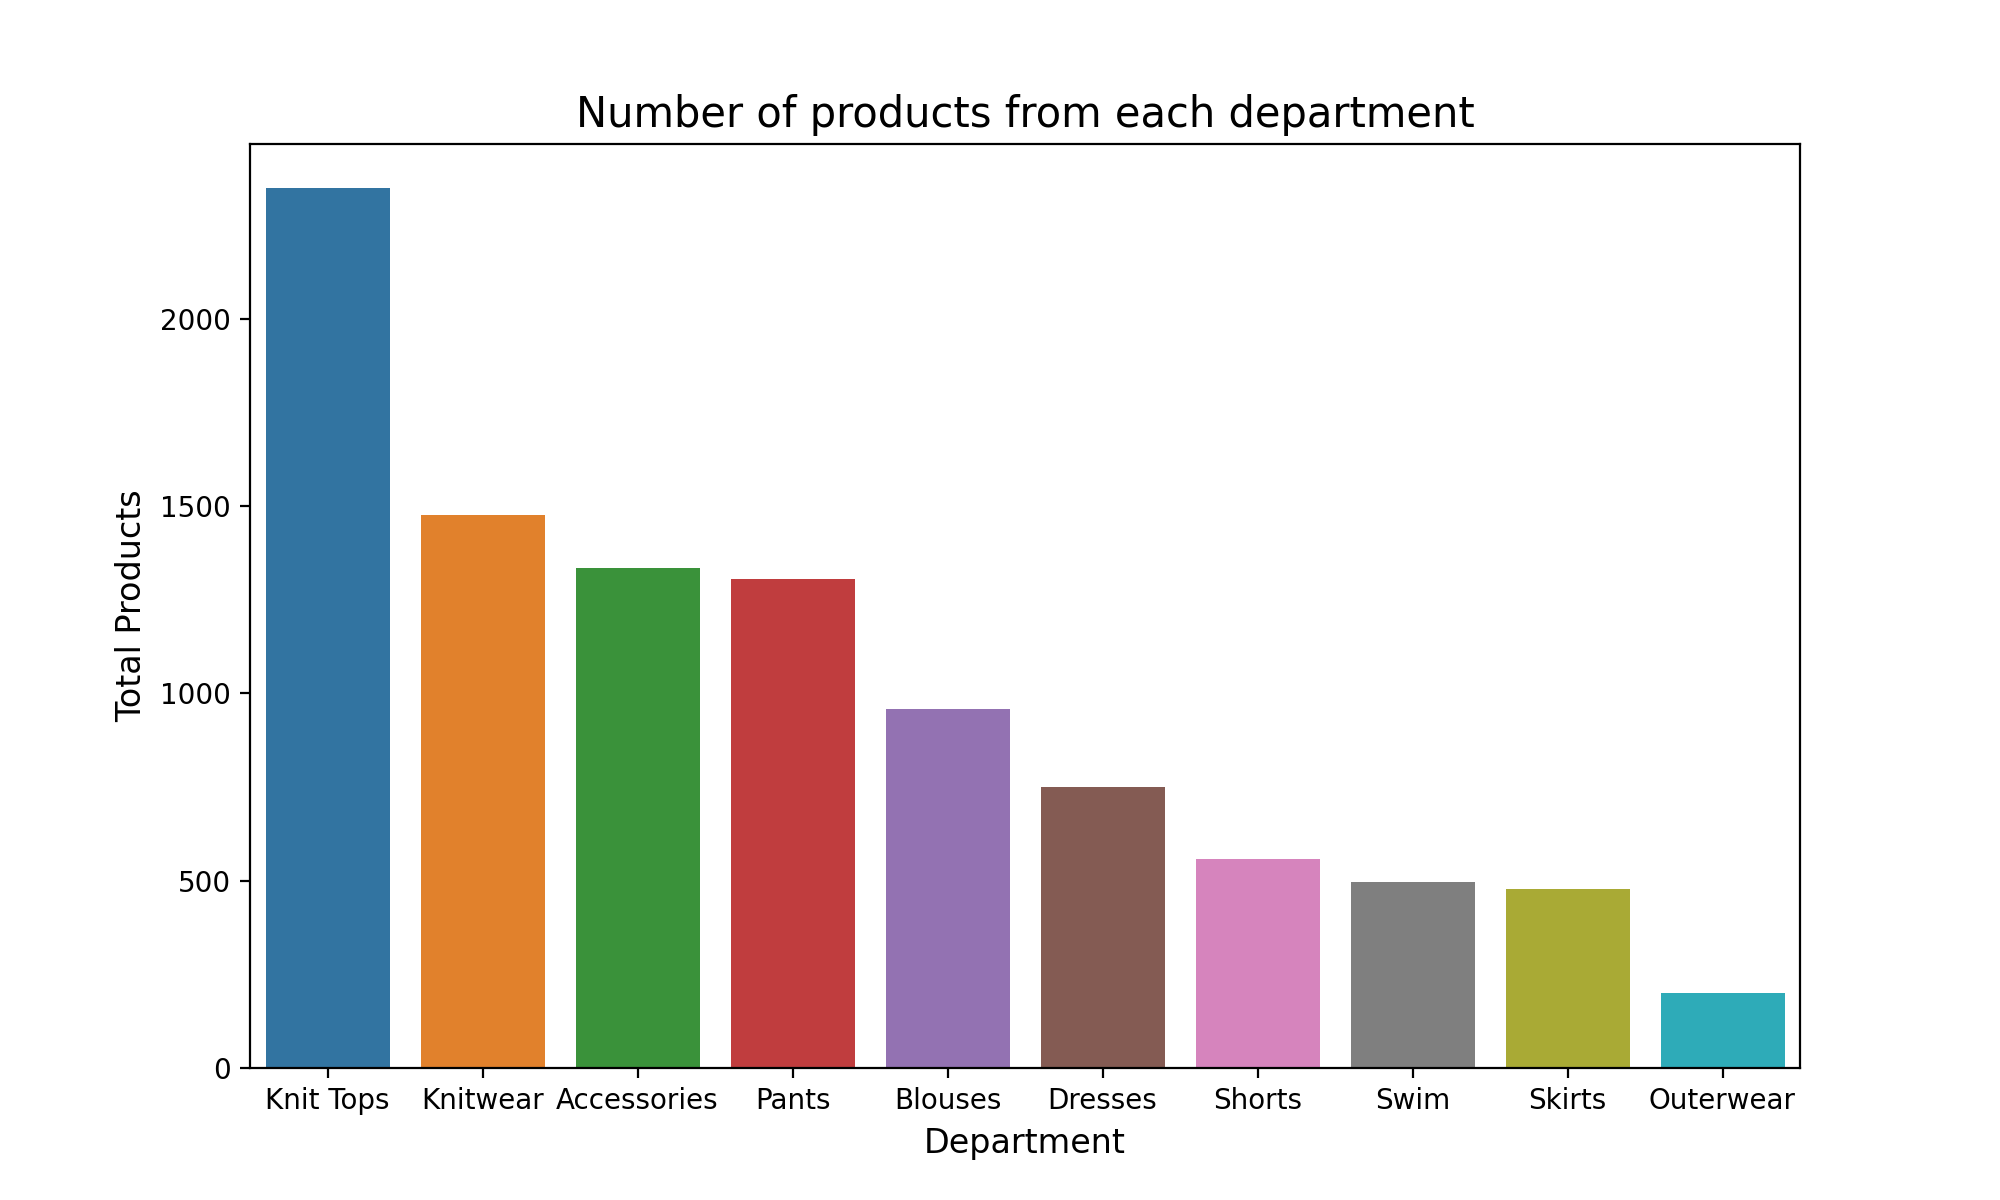 Number of products from each department
Total Products
2000
1500
1000
500
0
Knit Tops Knitwear Accessories Pants Blouses Dresses Shorts Swim Skirts Outerwear
Department